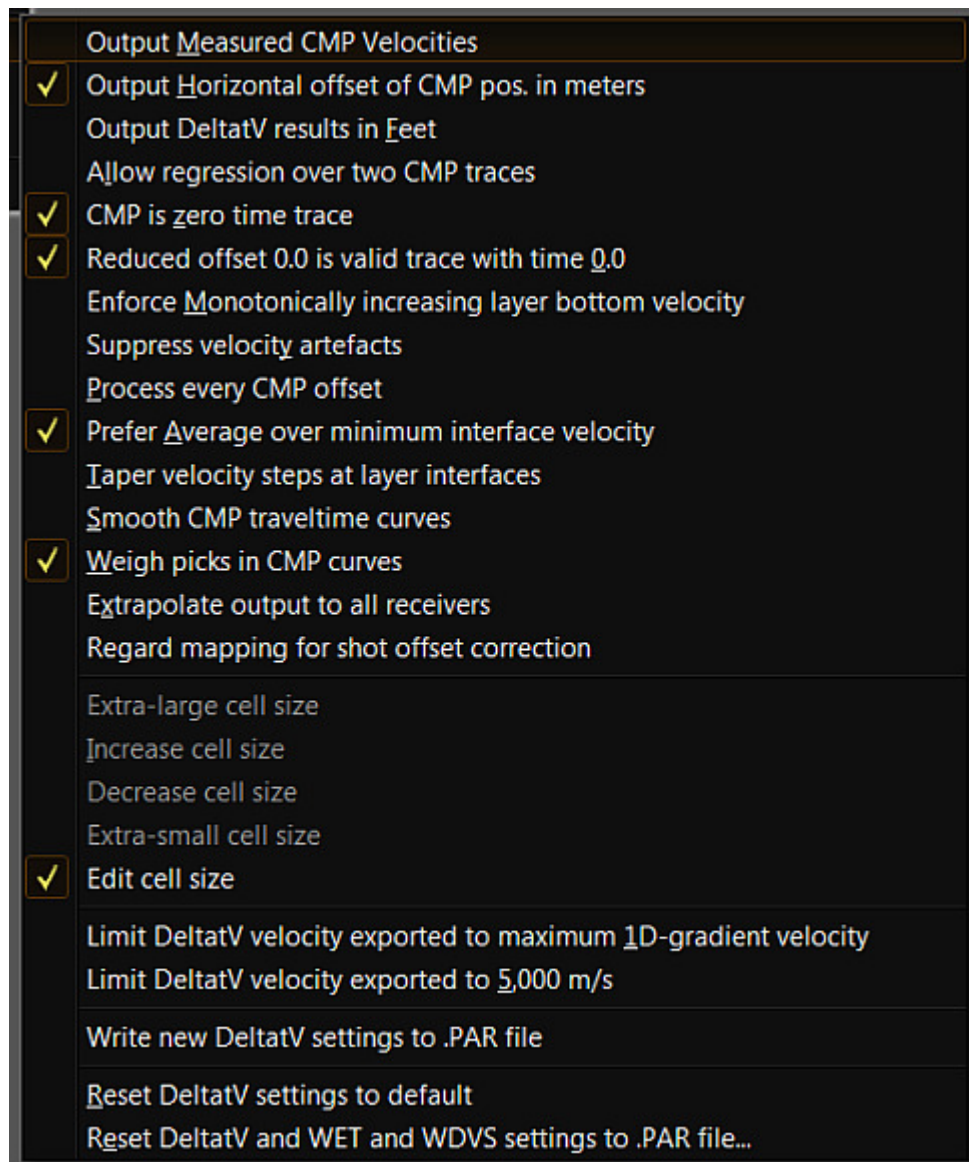 Output Measured CMP Velocities
Output Horizontal offset of CMP pos. in meters
Output DeltatV results in Feet
Allow regression over two CMP traces
CMP is zero time trace
Reduced offset 0.0 is valid trace with time 0.0
Enforce Monotonically increasing layer bottom velocity
Suppress velocity artefacts
Process every CMP offset
Prefer Average over minimum interface velocity
Taper velocity steps at layer interfaces
Smooth CMP traveltime curves
Weigh picks in CMP curves
Extrapolate output to all receivers
Regard mapping for shot offset correction
Extra-large cell size
Increase cell size
Decrease cell size
Extra-small cell size
Edit cell size
Limit DeltatV velocity exported to maximum 1D-gradient velocity
Limit DeltatV velocity exported to 5,000 m/s
Write new DeltatV settings to .PAR file
Reset DeltatV settings to default
Reset DeltatV and WET and WDVS settings to .PAR file...